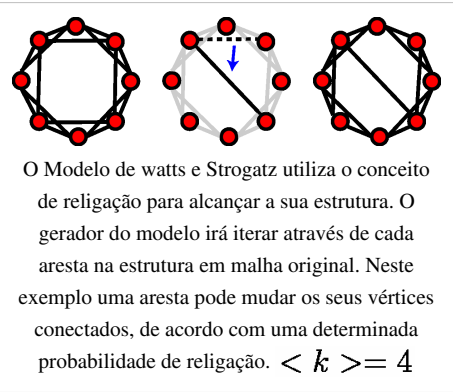 O Modelo de watts e Strogatz utiliza o conceito
de religação para alcançar a sua estrutura. O
gerador do modelo irá iterar através de cada
aresta na estrutura em malha original. Neste
exemplo uma aresta pode mudar os seus vértices
conectados, de acordo com uma determinada
probabilidade de religação. < k >= 4